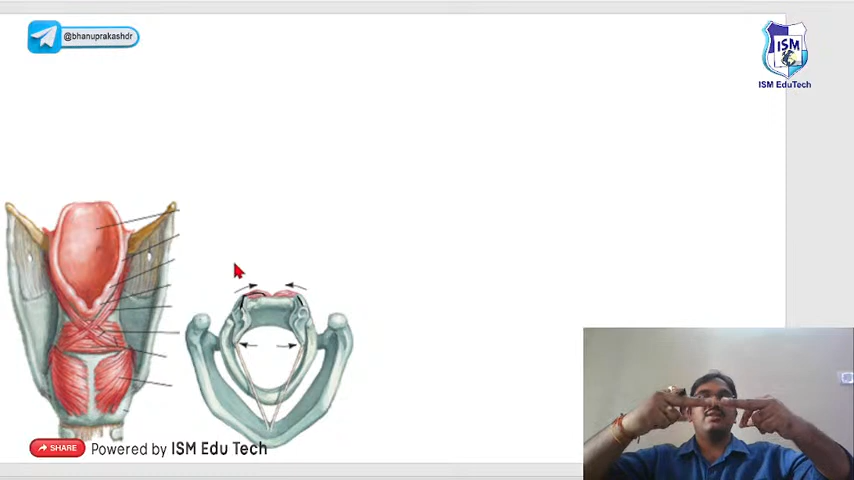 @bhanuprakashdr
ISM
ISM EduTech
SHARE
Powered by ISM Edu Tech